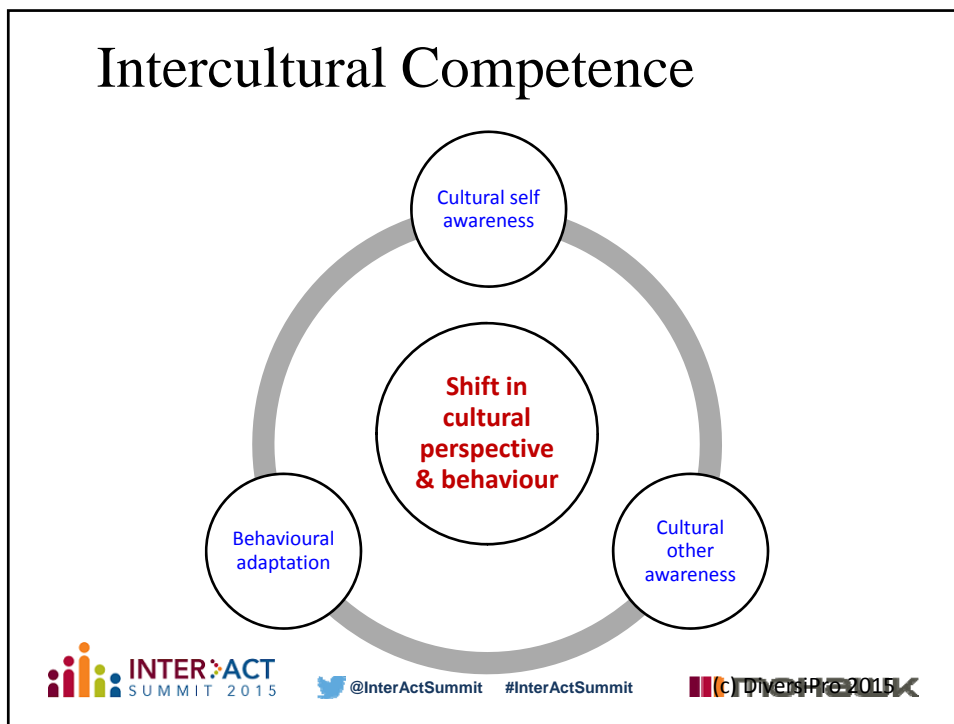 Intercultural Competence
Cultural self
awareness
Shift in
cultural
perspective
& behaviour
Behavioural
adaptation
Cultural
other
awareness
INTER ACT
SUMMIT 2015
@InterActSummit #InterActSummit
(c) DiversiPro 2015